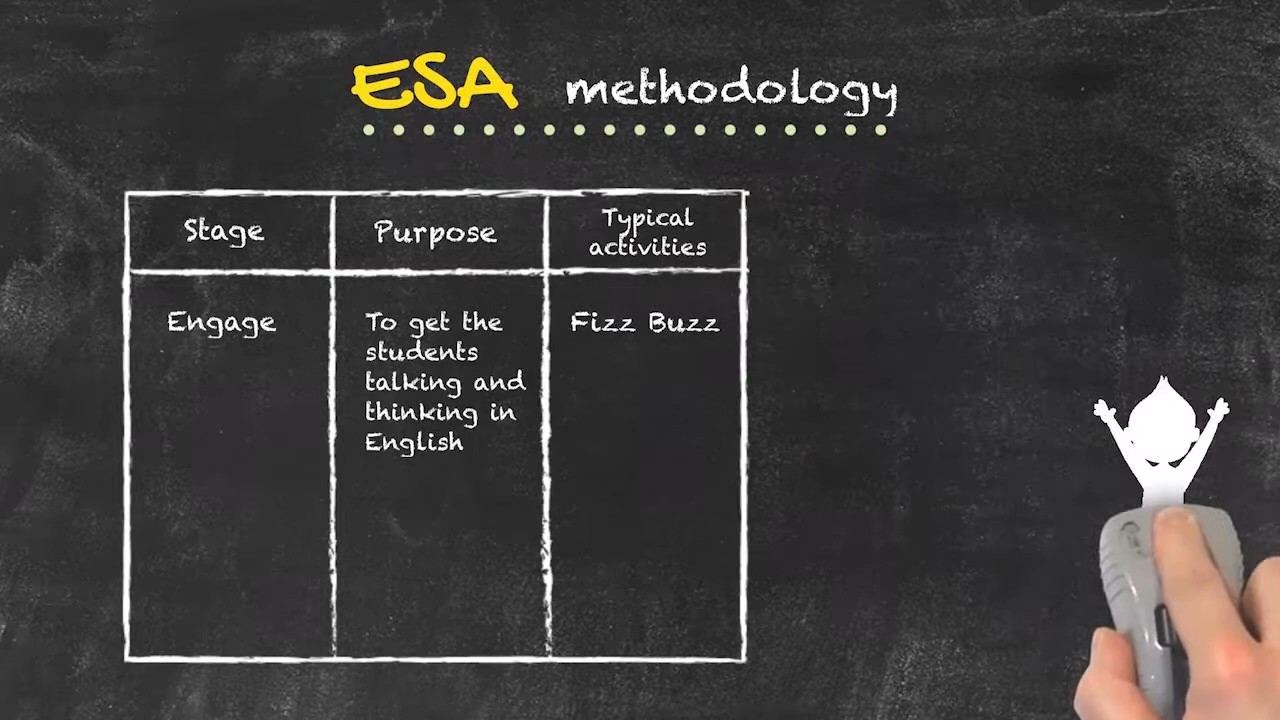 ESA methodology
Stage
Purpose
Typical
activities
Engage
To get the
students
talking and
thinking in
English
Fizz Buzz